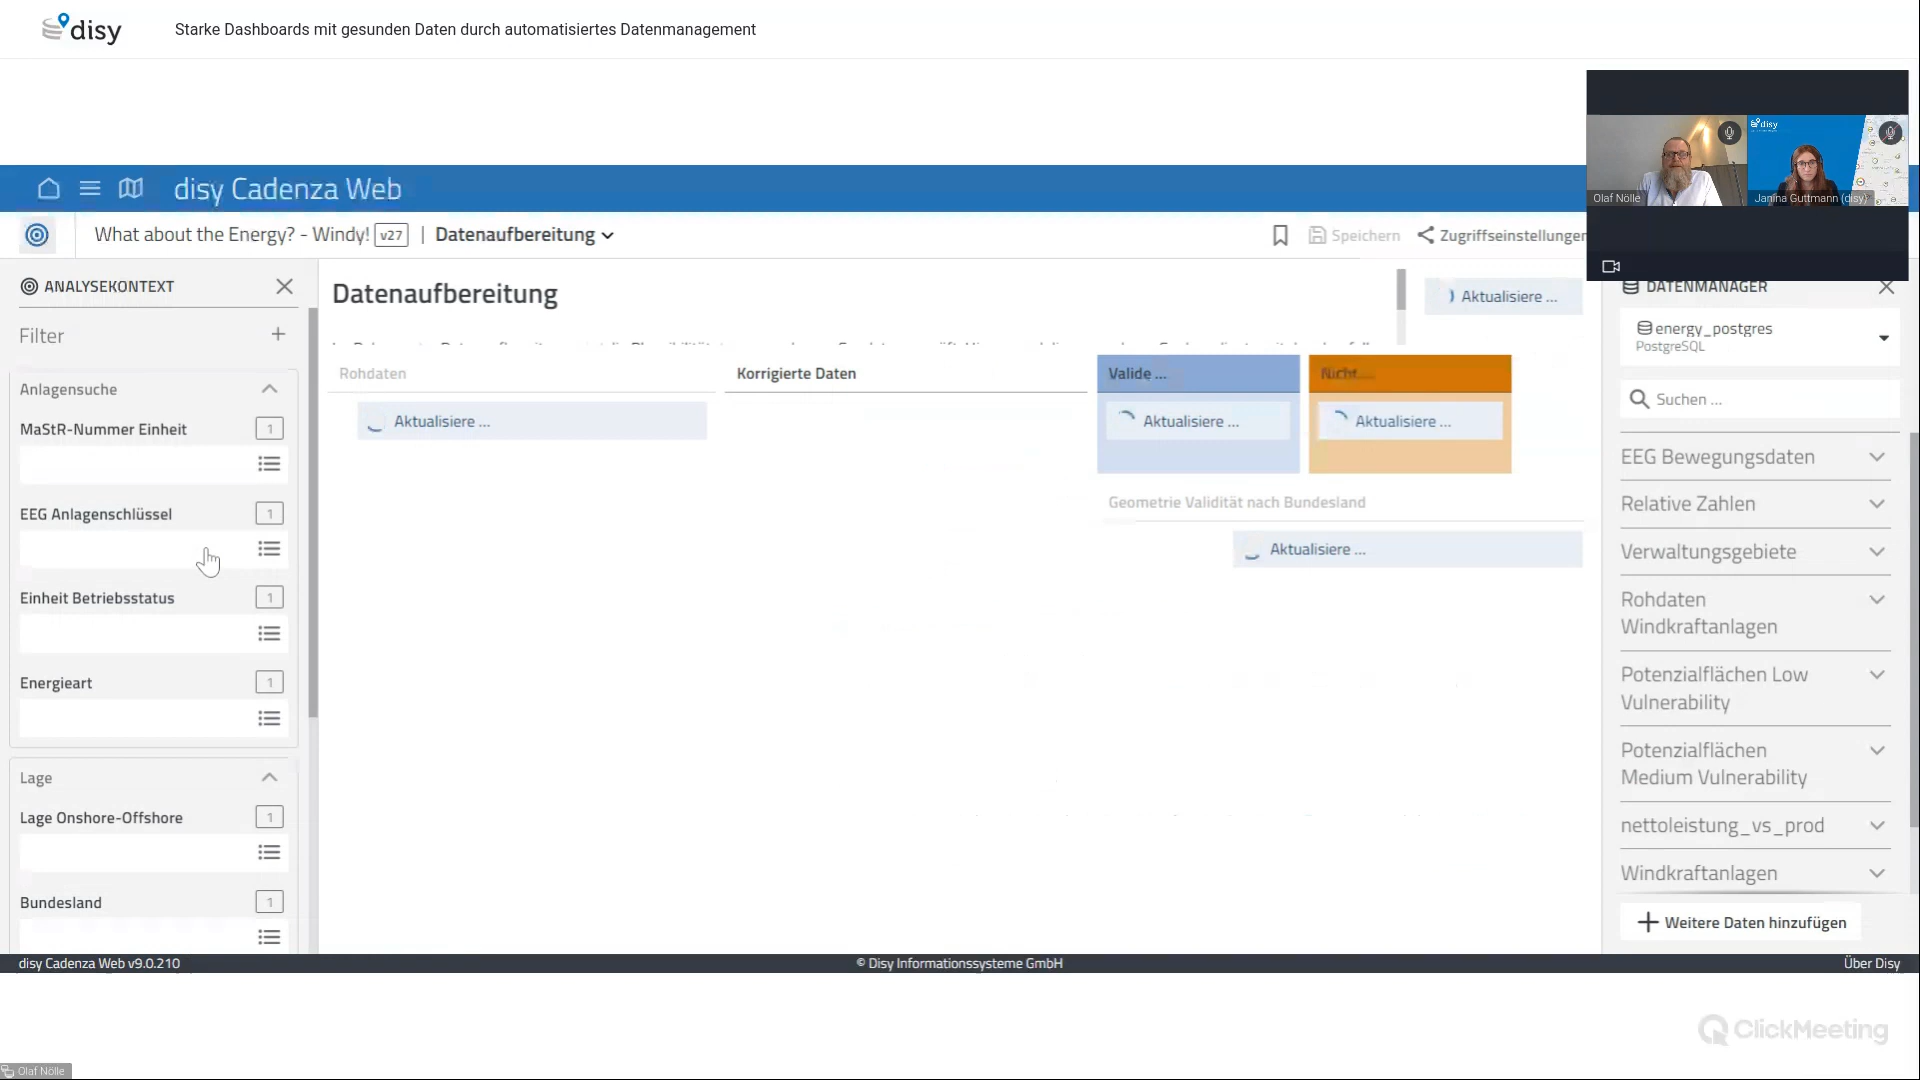 disy
Starke Dashboards mit gesunden Daten durch automatisiertes Datenmanagement
disy
Olaf Nölle
Janina Guttmann (disy)
disy Cadenza Web
What about the Energy? - Windy! v27 | Datenaufbereitung
Speichern
Zugriffseinstellungen
ANALYSEKONTEXT
Filter
Anlagensuche
MaStR-Nummer Einheit 1
EEG Anlagenschlüssel 1
Einheit Betriebsstatus 1
Energieart 1
Lage
Lage Onshore-Offshore 1
Bundesland 1
Datenaufbereitung
Aktualisiere ...
Rohdaten
Aktualisiere ...
Korrigierte Daten
Valide ...
Aktualisiere ...
Nicht...
Aktualisiere ...
Geometrie Validität nach Bundesland
Aktualisiere ...
DATENMANAGER
energy_postgres
PostgreSQL
Suchen ...
EEG Bewegungsdaten
Relative Zahlen
Verwaltungsgebiete
Rohdaten
Windkraftanlagen
Potenzialflächen Low
Vulnerability
Potenzialflächen
Medium Vulnerability
nettoleistung_vs_prod
Windkraftanlagen
Weitere Daten hinzufügen
disy Cadenza Web v9.0.210
© Disy Informationssysteme GmbH
Über Disy
ClickMeeting
Olaf Nölle